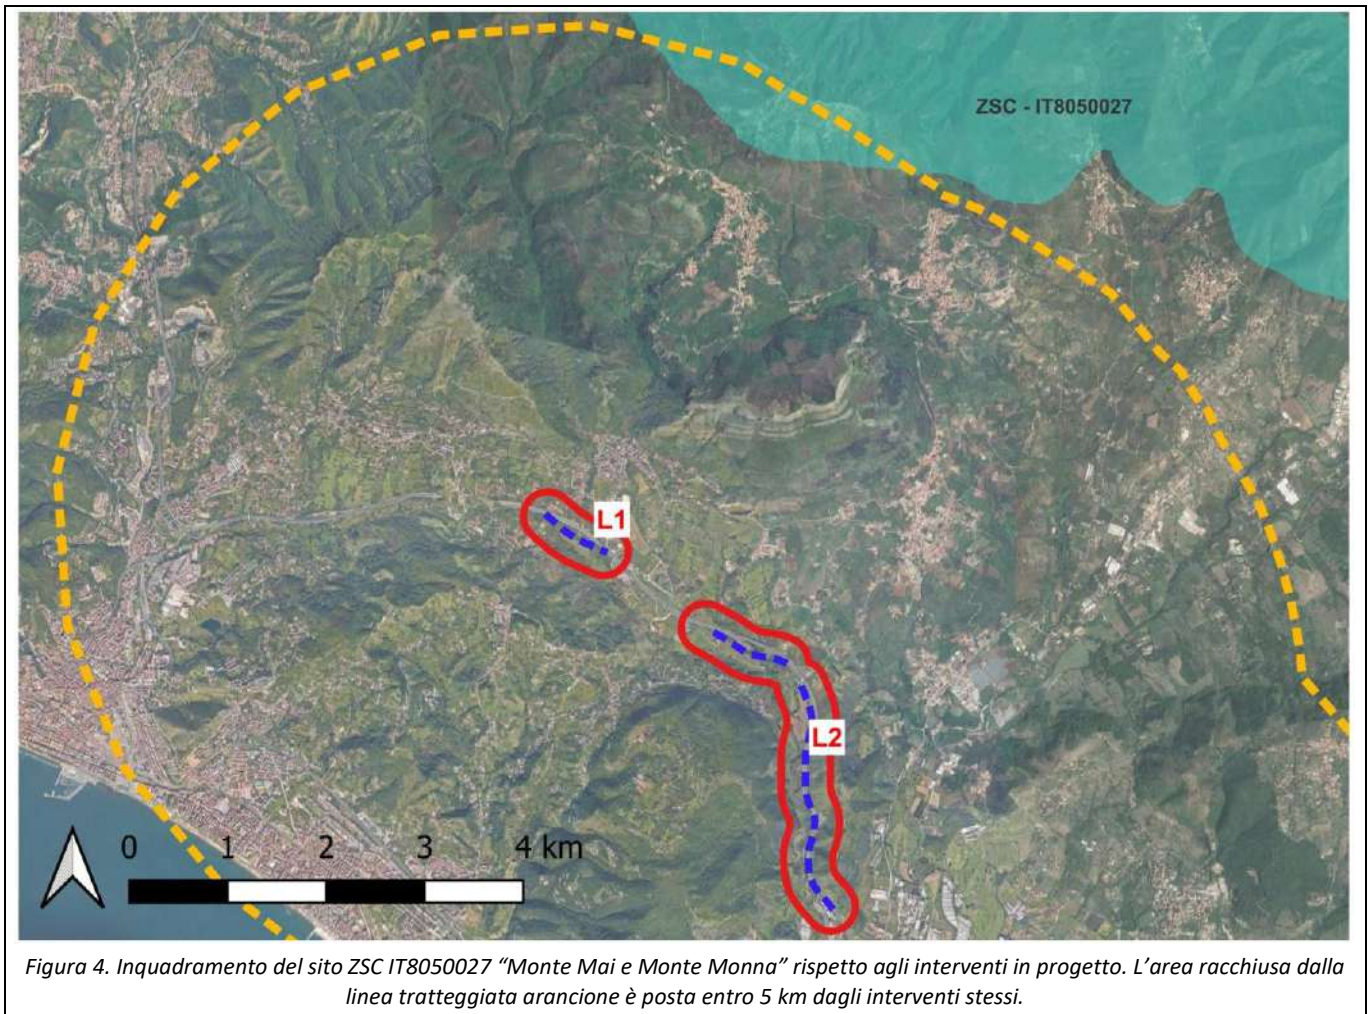 ZSC - IT8050027
L1
L2
0 1 2 3 4 km
Figura 4. Inquadramento del sito ZSC IT8050027 “Monte Mai e Monte Monna” rispetto agli interventi in progetto. L’area racchiusa dalla
linea tratteggiata arancione è posta entro 5 km dagli interventi stessi.